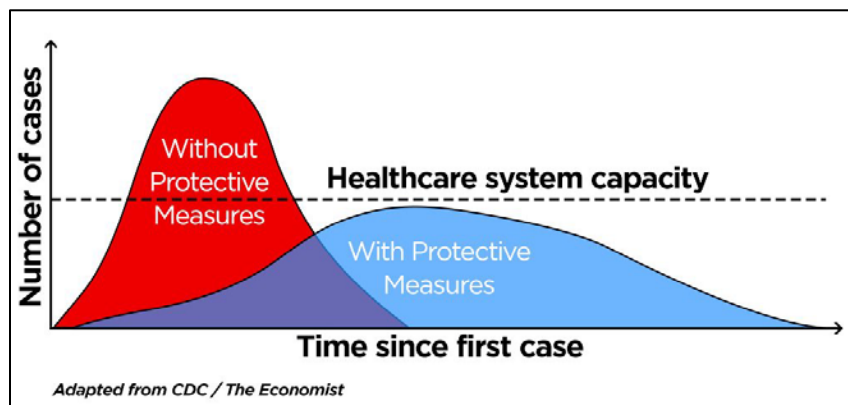 Number of cases
Without
Protective
Measures
Healthcare system capacity
With Protective
Measures
Time since first case
Adapted from CDC / The Economist